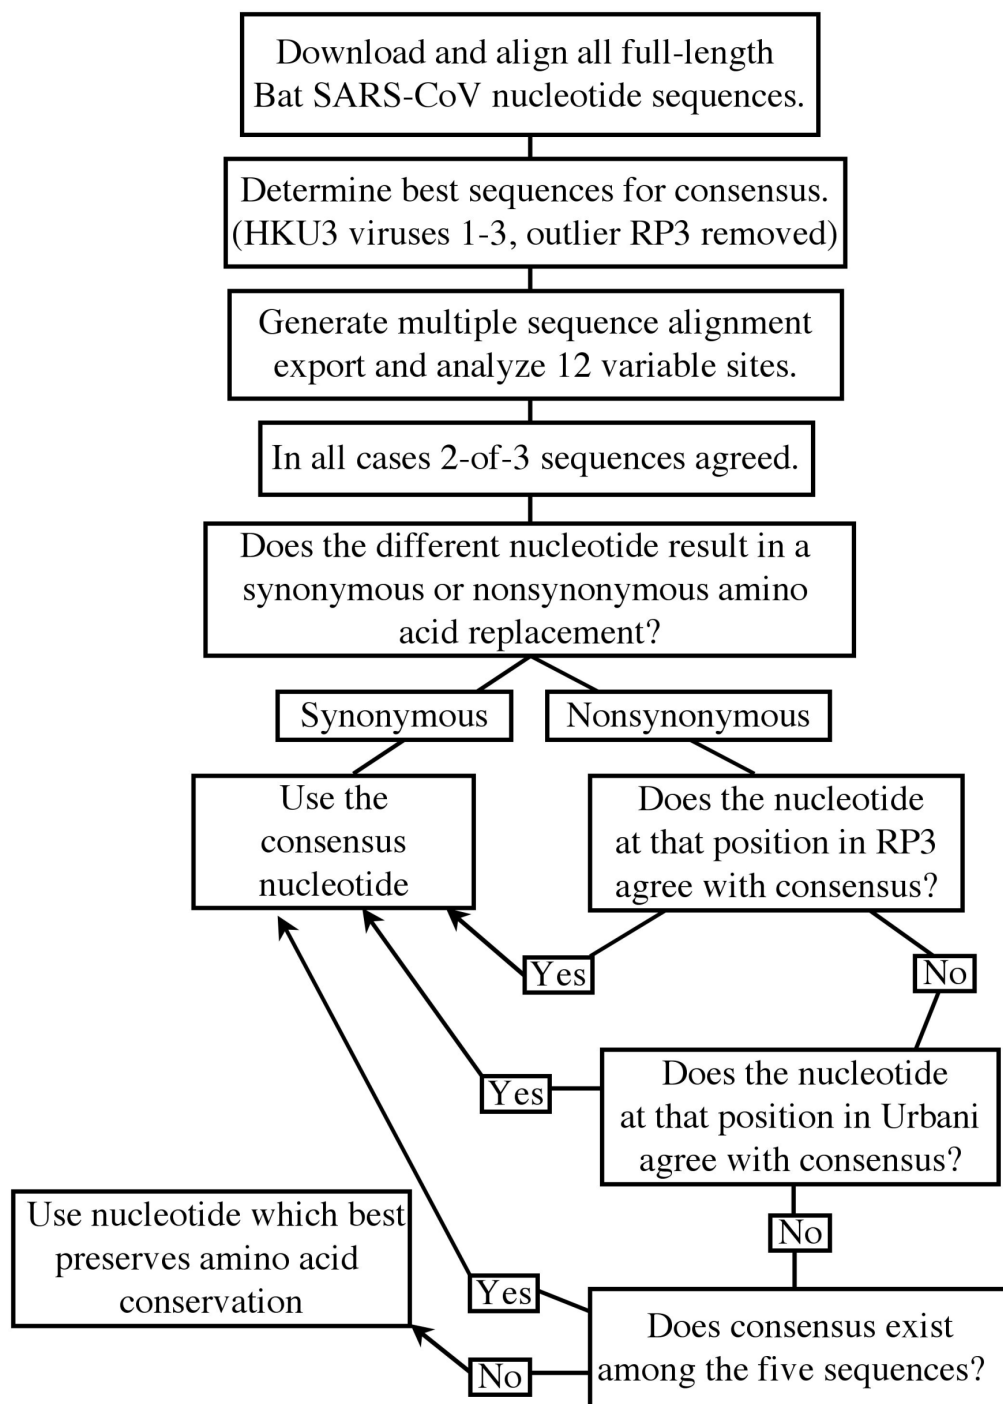 Download and align all full-length
Bat SARS-CoV nucleotide sequences.
Determine best sequences for consensus.
(HKU3 viruses 1-3, outlier RP3 removed)
Generate multiple sequence alignment
export and analyze 12 variable sites.
In all cases 2-of-3 sequences agreed.
Does the different nucleotide result in a
synonymous or nonsynonymous amino
acid replacement?
Synonymous
Nonsynonymous
Use the
consensus
nucleotide
Does the nucleotide
at that position in RP3
agree with consensus?
Yes
No
Does the nucleotide
at that position in Urbani
agree with consensus?
Yes
No
Use nucleotide which best
preserves amino acid
conservation
Does consensus exist
among the five sequences?
Yes
No